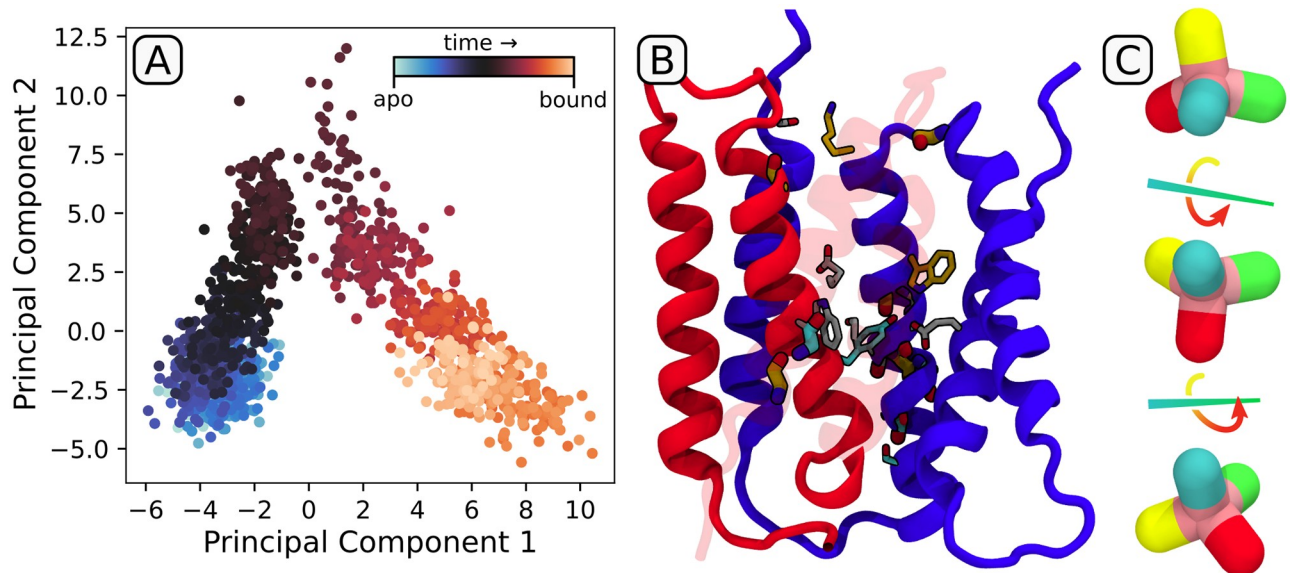 A
time →
apo
bound
12.5
10.0
7.5
5.0
2.5
0.0
−2.5
−5.0
Principal Component 2
−6
−4
−2
0
2
4
6
8
10
Principal Component 1
B
C